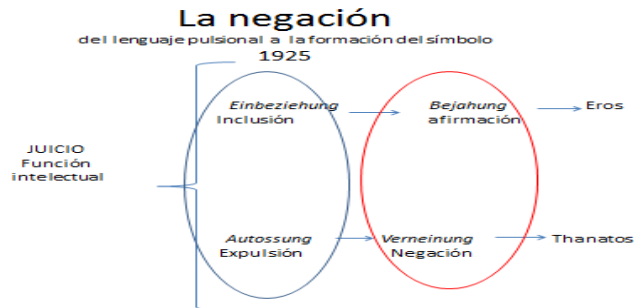 La negación
del lenguaje pulsional a la formación del símbolo
1925
Einbeziehung
Inclusión
Bejahung
afirmación
Eros
JUICIO
Función
intelectual
Autossung
Expulsión
Verneinung
Negación
Thanatos